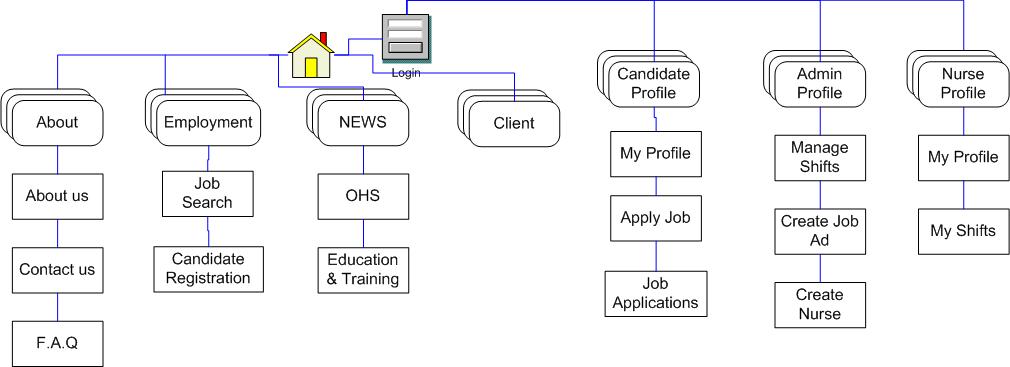 Login
About
About us
Contact us
F.A.Q
Employment
Job
Search
Candidate
Registration
NEWS
OHS
Education
& Training
Client
Candidate
Profile
My Profile
Apply Job
Job
Applications
Admin
Profile
Manage
Shifts
Create Job
Ad
Create
Nurse
Nurse
Profile
My Profile
My Shifts